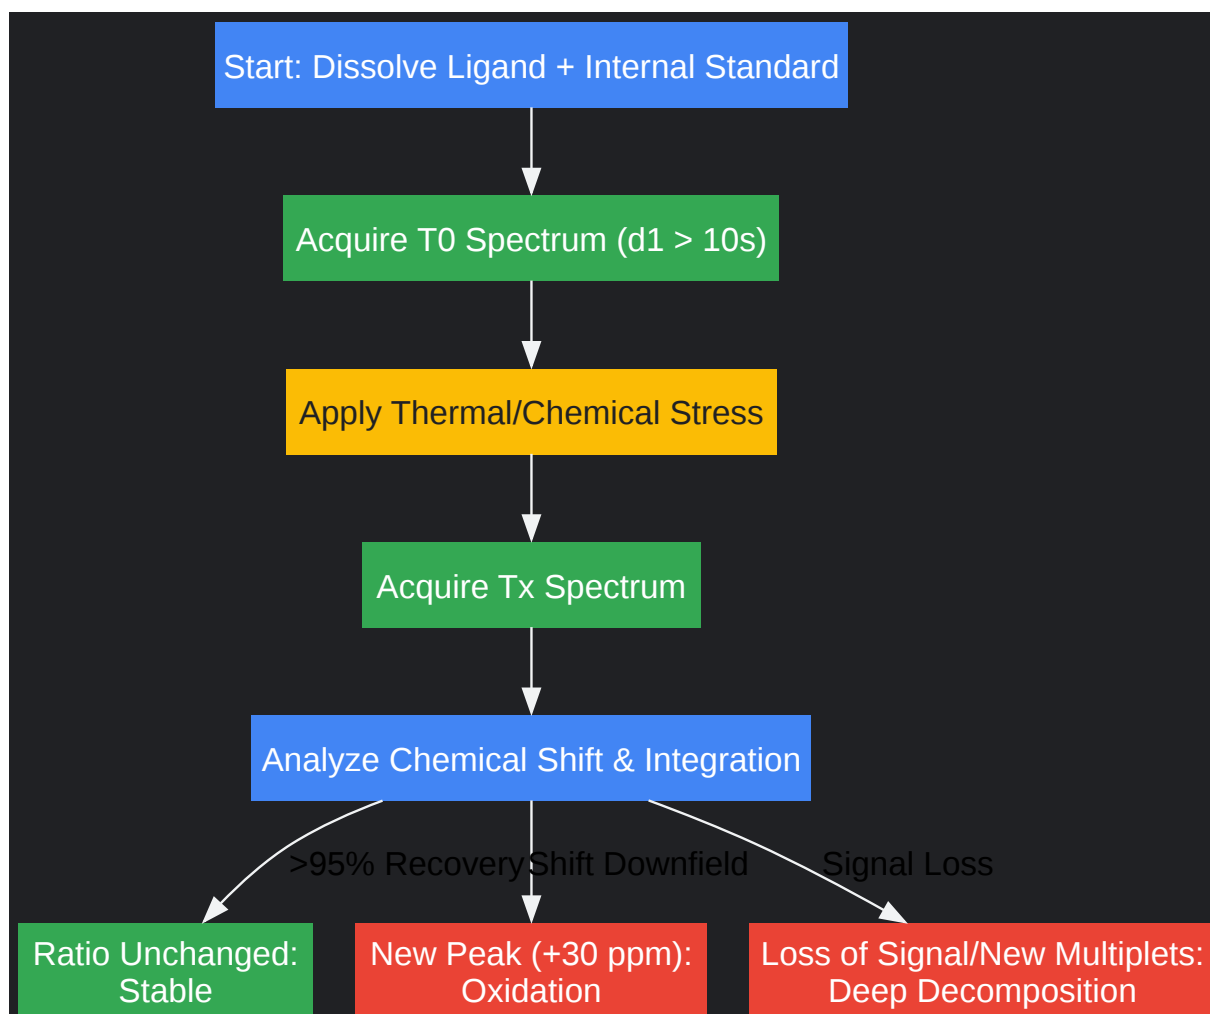 Start: Dissolve Ligand + Internal Standard
Acquire T0 Spectrum (d1 > 10s)
Apply Thermal/Chemical Stress
Acquire Tx Spectrum
Analyze Chemical Shift & Integration
>95% Recovery
Shift Downfield
Signal Loss
Ratio Unchanged:
Stable
New Peak (+30 ppm):
Oxidation
Loss of Signal/New Multiplets:
Deep Decomposition